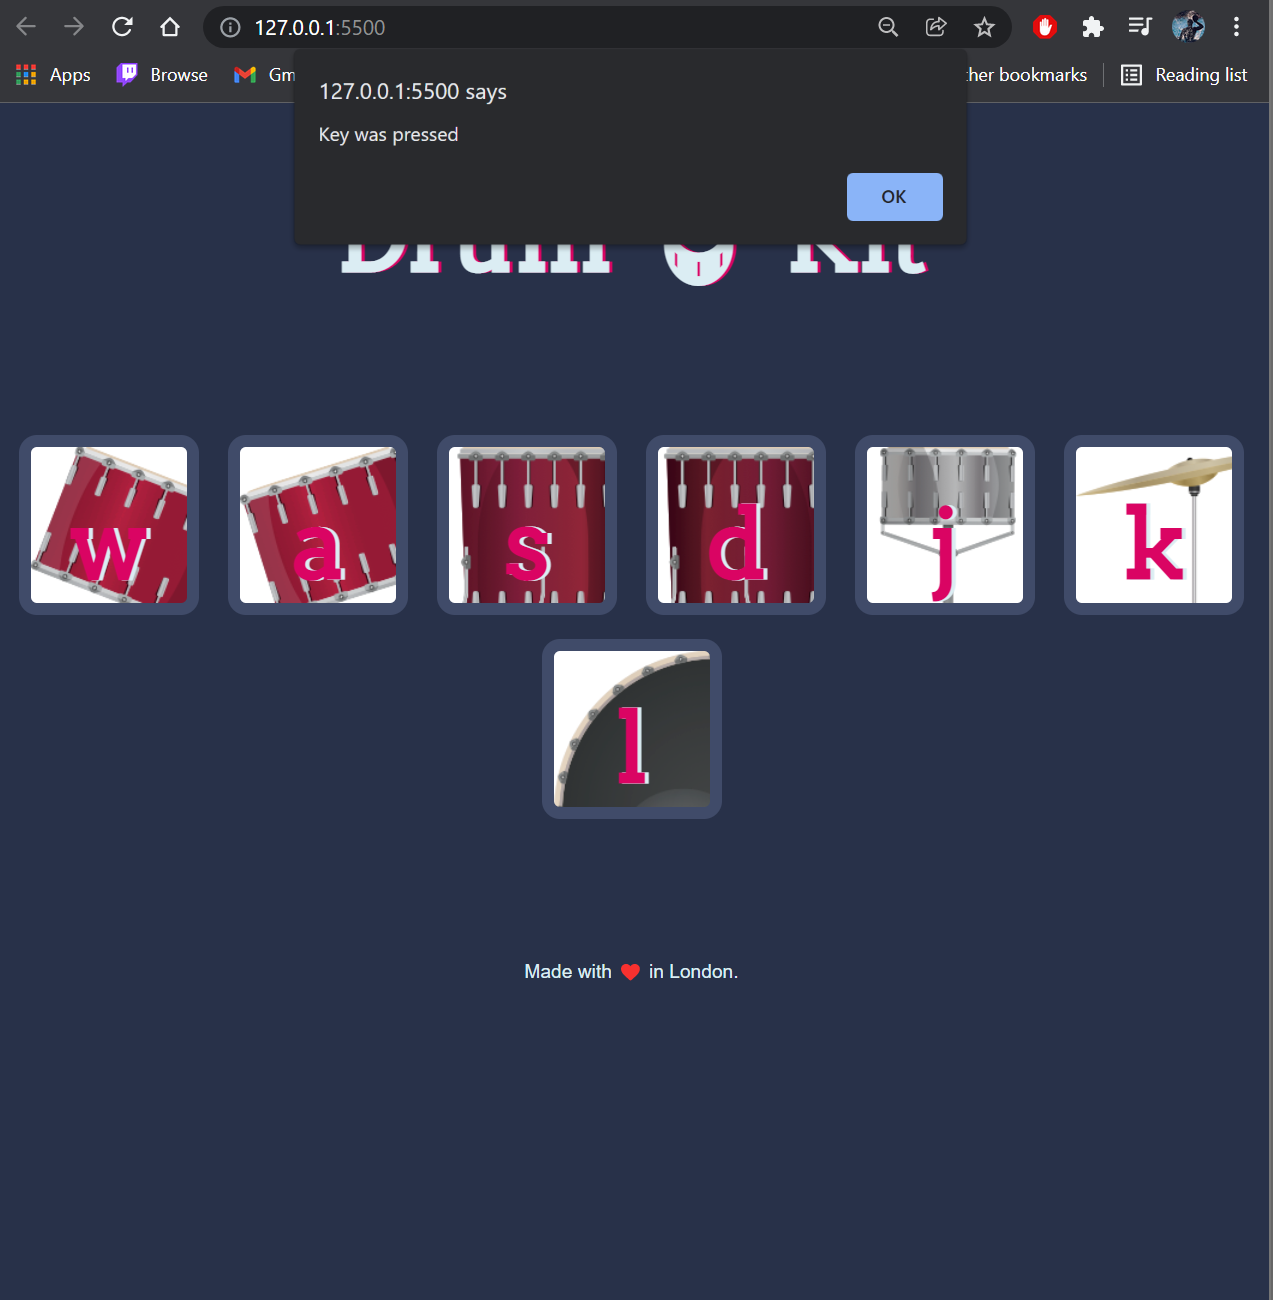 127.0.0.1:5500
Apps
Browse
Gm
her bookmarks
Reading list
127.0.0.1:5500 says
Key was pressed
OK
Drum Kit
w
a
s
d
j
k
l
Made with ❤ in London.